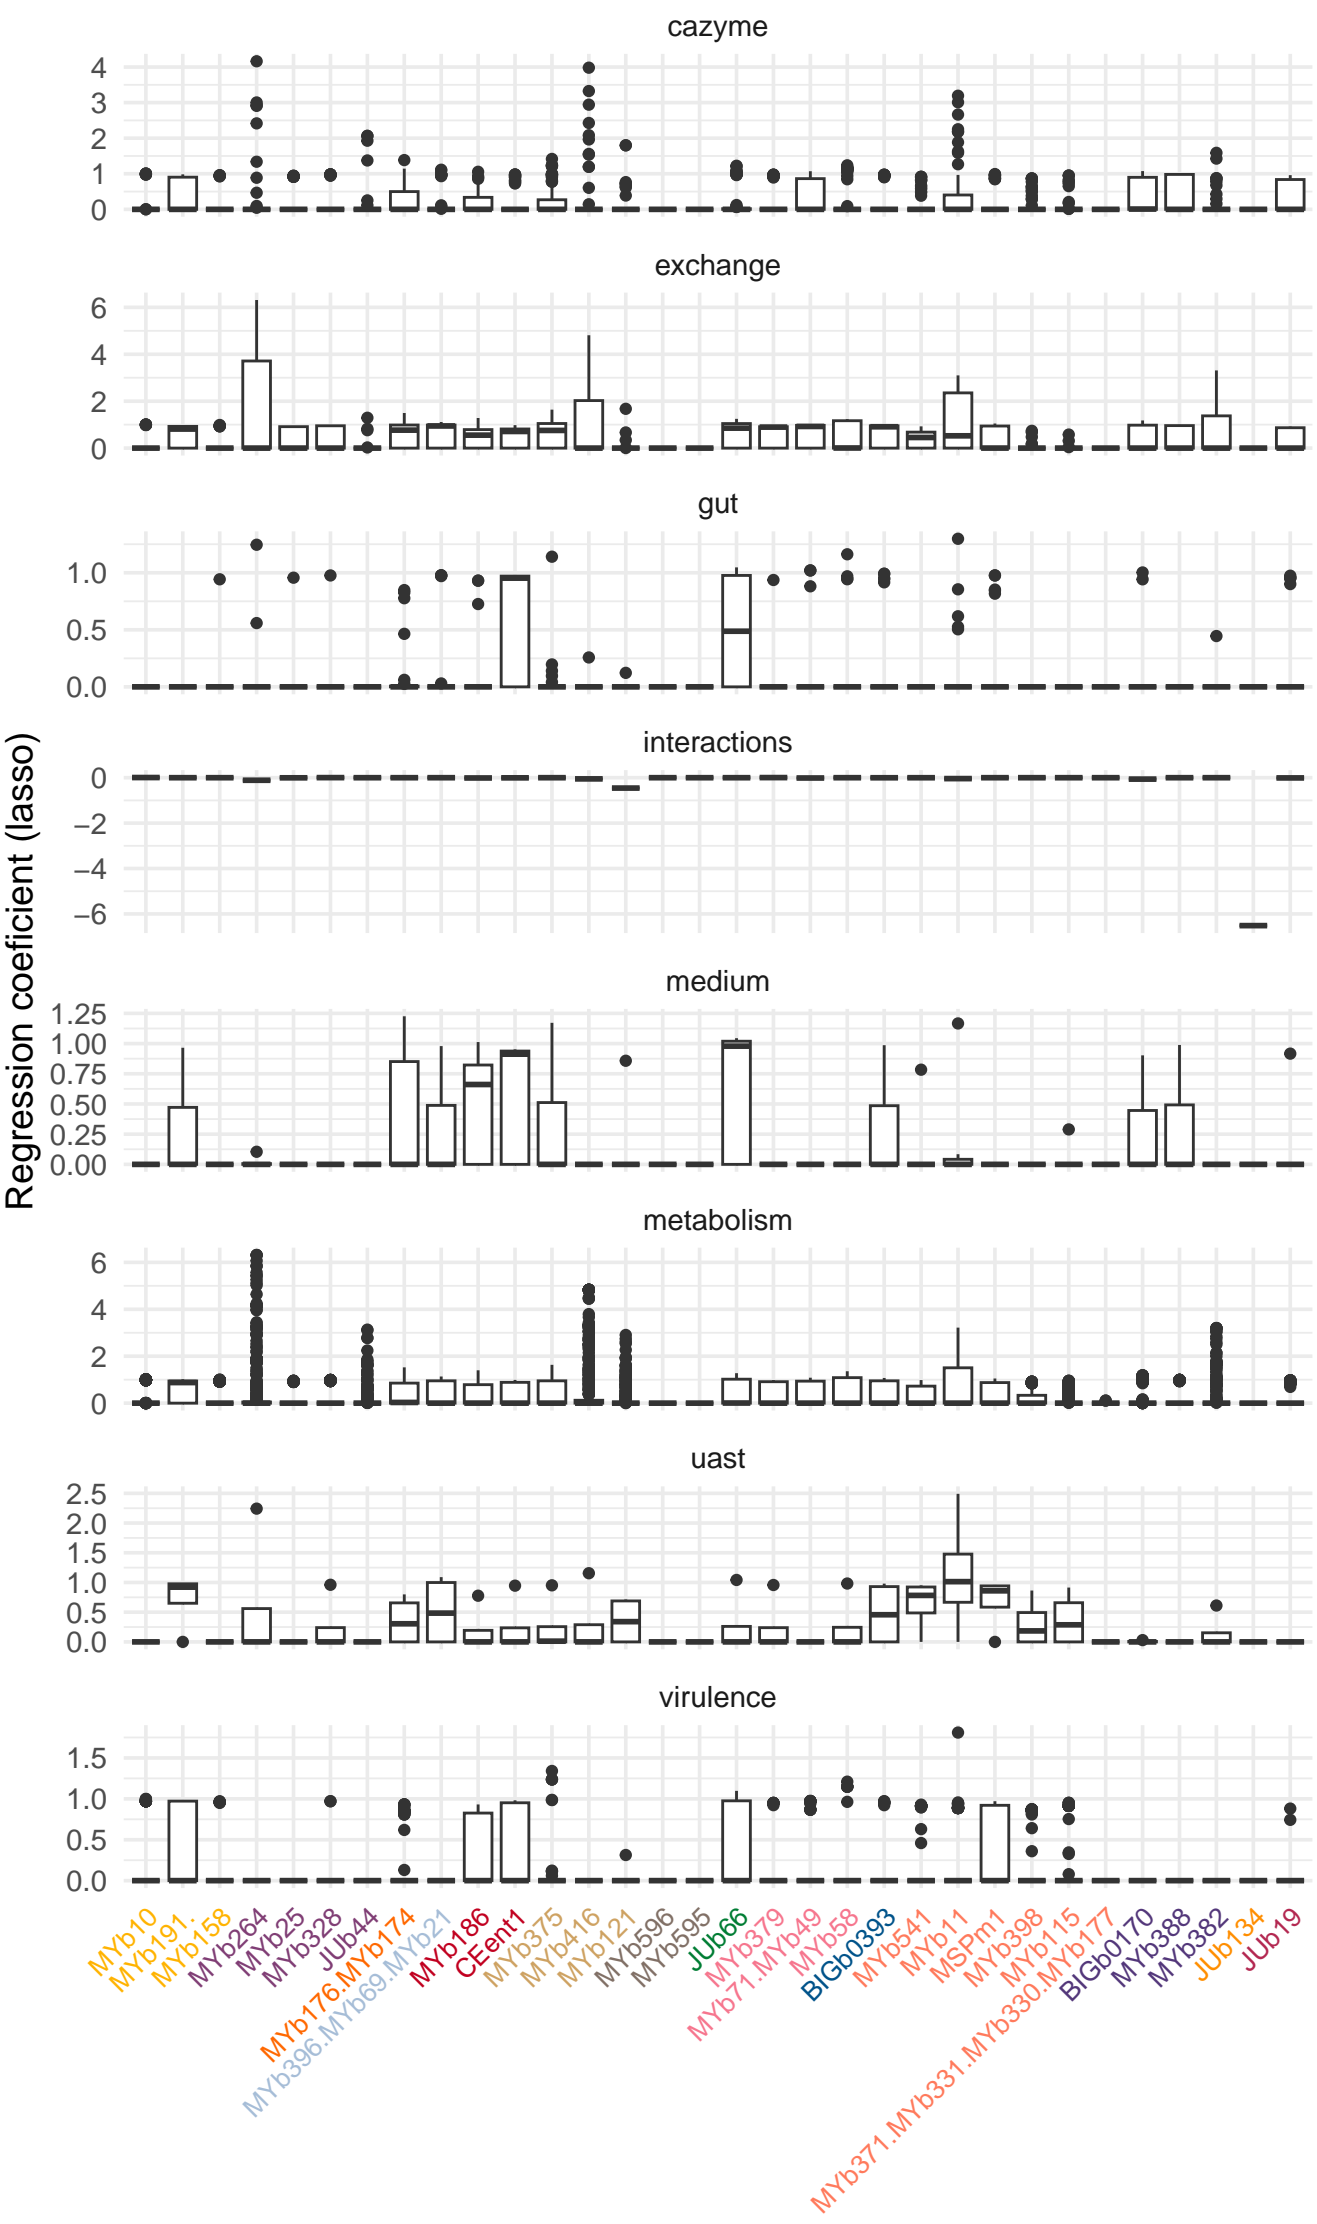 cazyme
4
3
2
1
0
exchange
6
4
2
0
gut
1.0
0.5
0.0
interactions
0
−2
−4
−6
medium
1.25
1.00
0.75
0.50
0.25
0.00
metabolism
6
4
2
0
uast
2.5
2.0
1.5
1.0
0.5
0.0
virulence
1.5
1.0
0.5
0.0
Regression coeficient (lasso)
MYb10
MYb191.
MYb158
MYb264
MYb25
MYb328
JUb44
MYb176.MYb174
MYb396.MYb69.MYb21
MYb186
CEent1
MYb375
MYb416
MYb121
MYb596
MYb595
JUb66
MYb379
MYb71.MYb49
MYb58
BIGb0393
MYb541
MYb11
MSPm1
MYb398
MYb115
MYb371.MYb331.MYb330.MYb177
BIGb0170
MYb388
MYb382
JUb134
JUb19